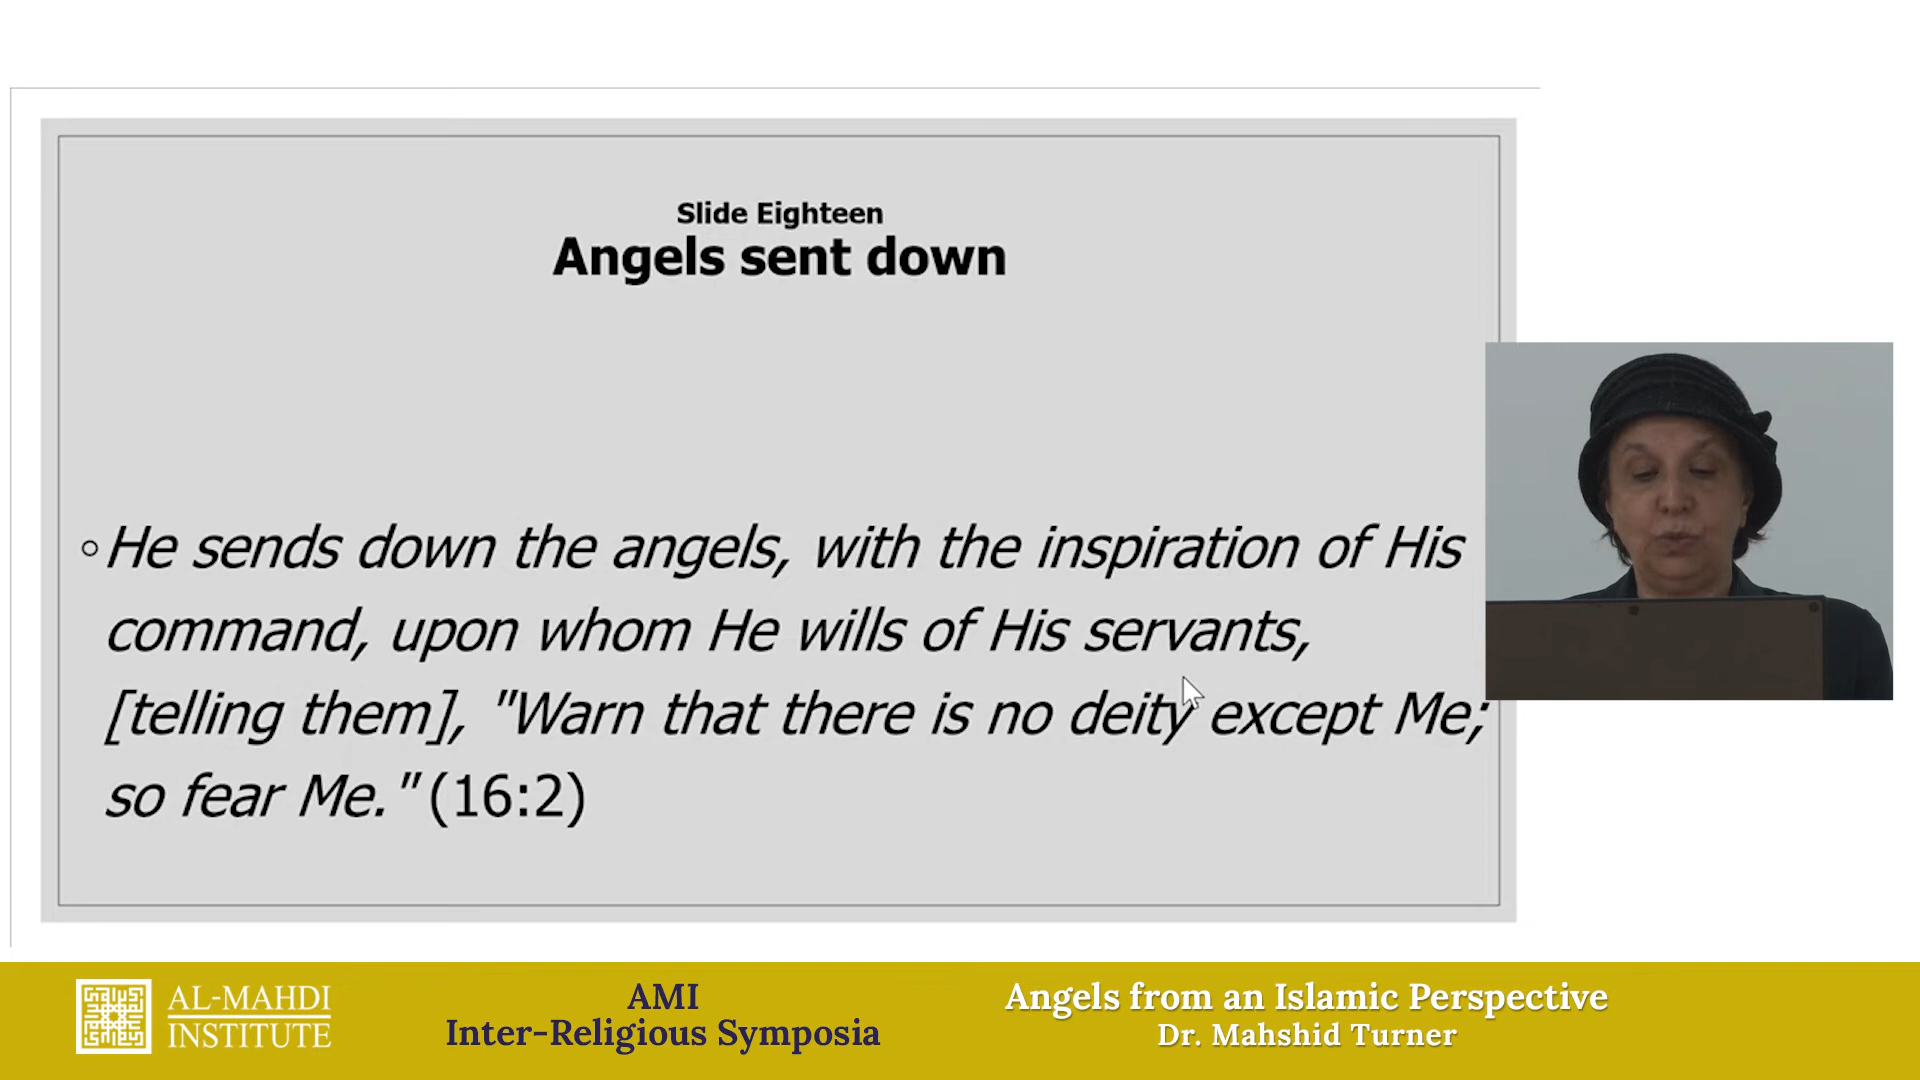 Slide Eighteen
Angels sent down
He sends down the angels, with the inspiration of His
command, upon whom He wills of His servants,
[telling them], "Warn that there is no deity except Me;
so fear Me." (16:2)
AL-MAHDI
INSTITUTE
AMI
Inter-Religious Symposia
Angels from an Islamic Perspective
Dr. Mahshid Turner